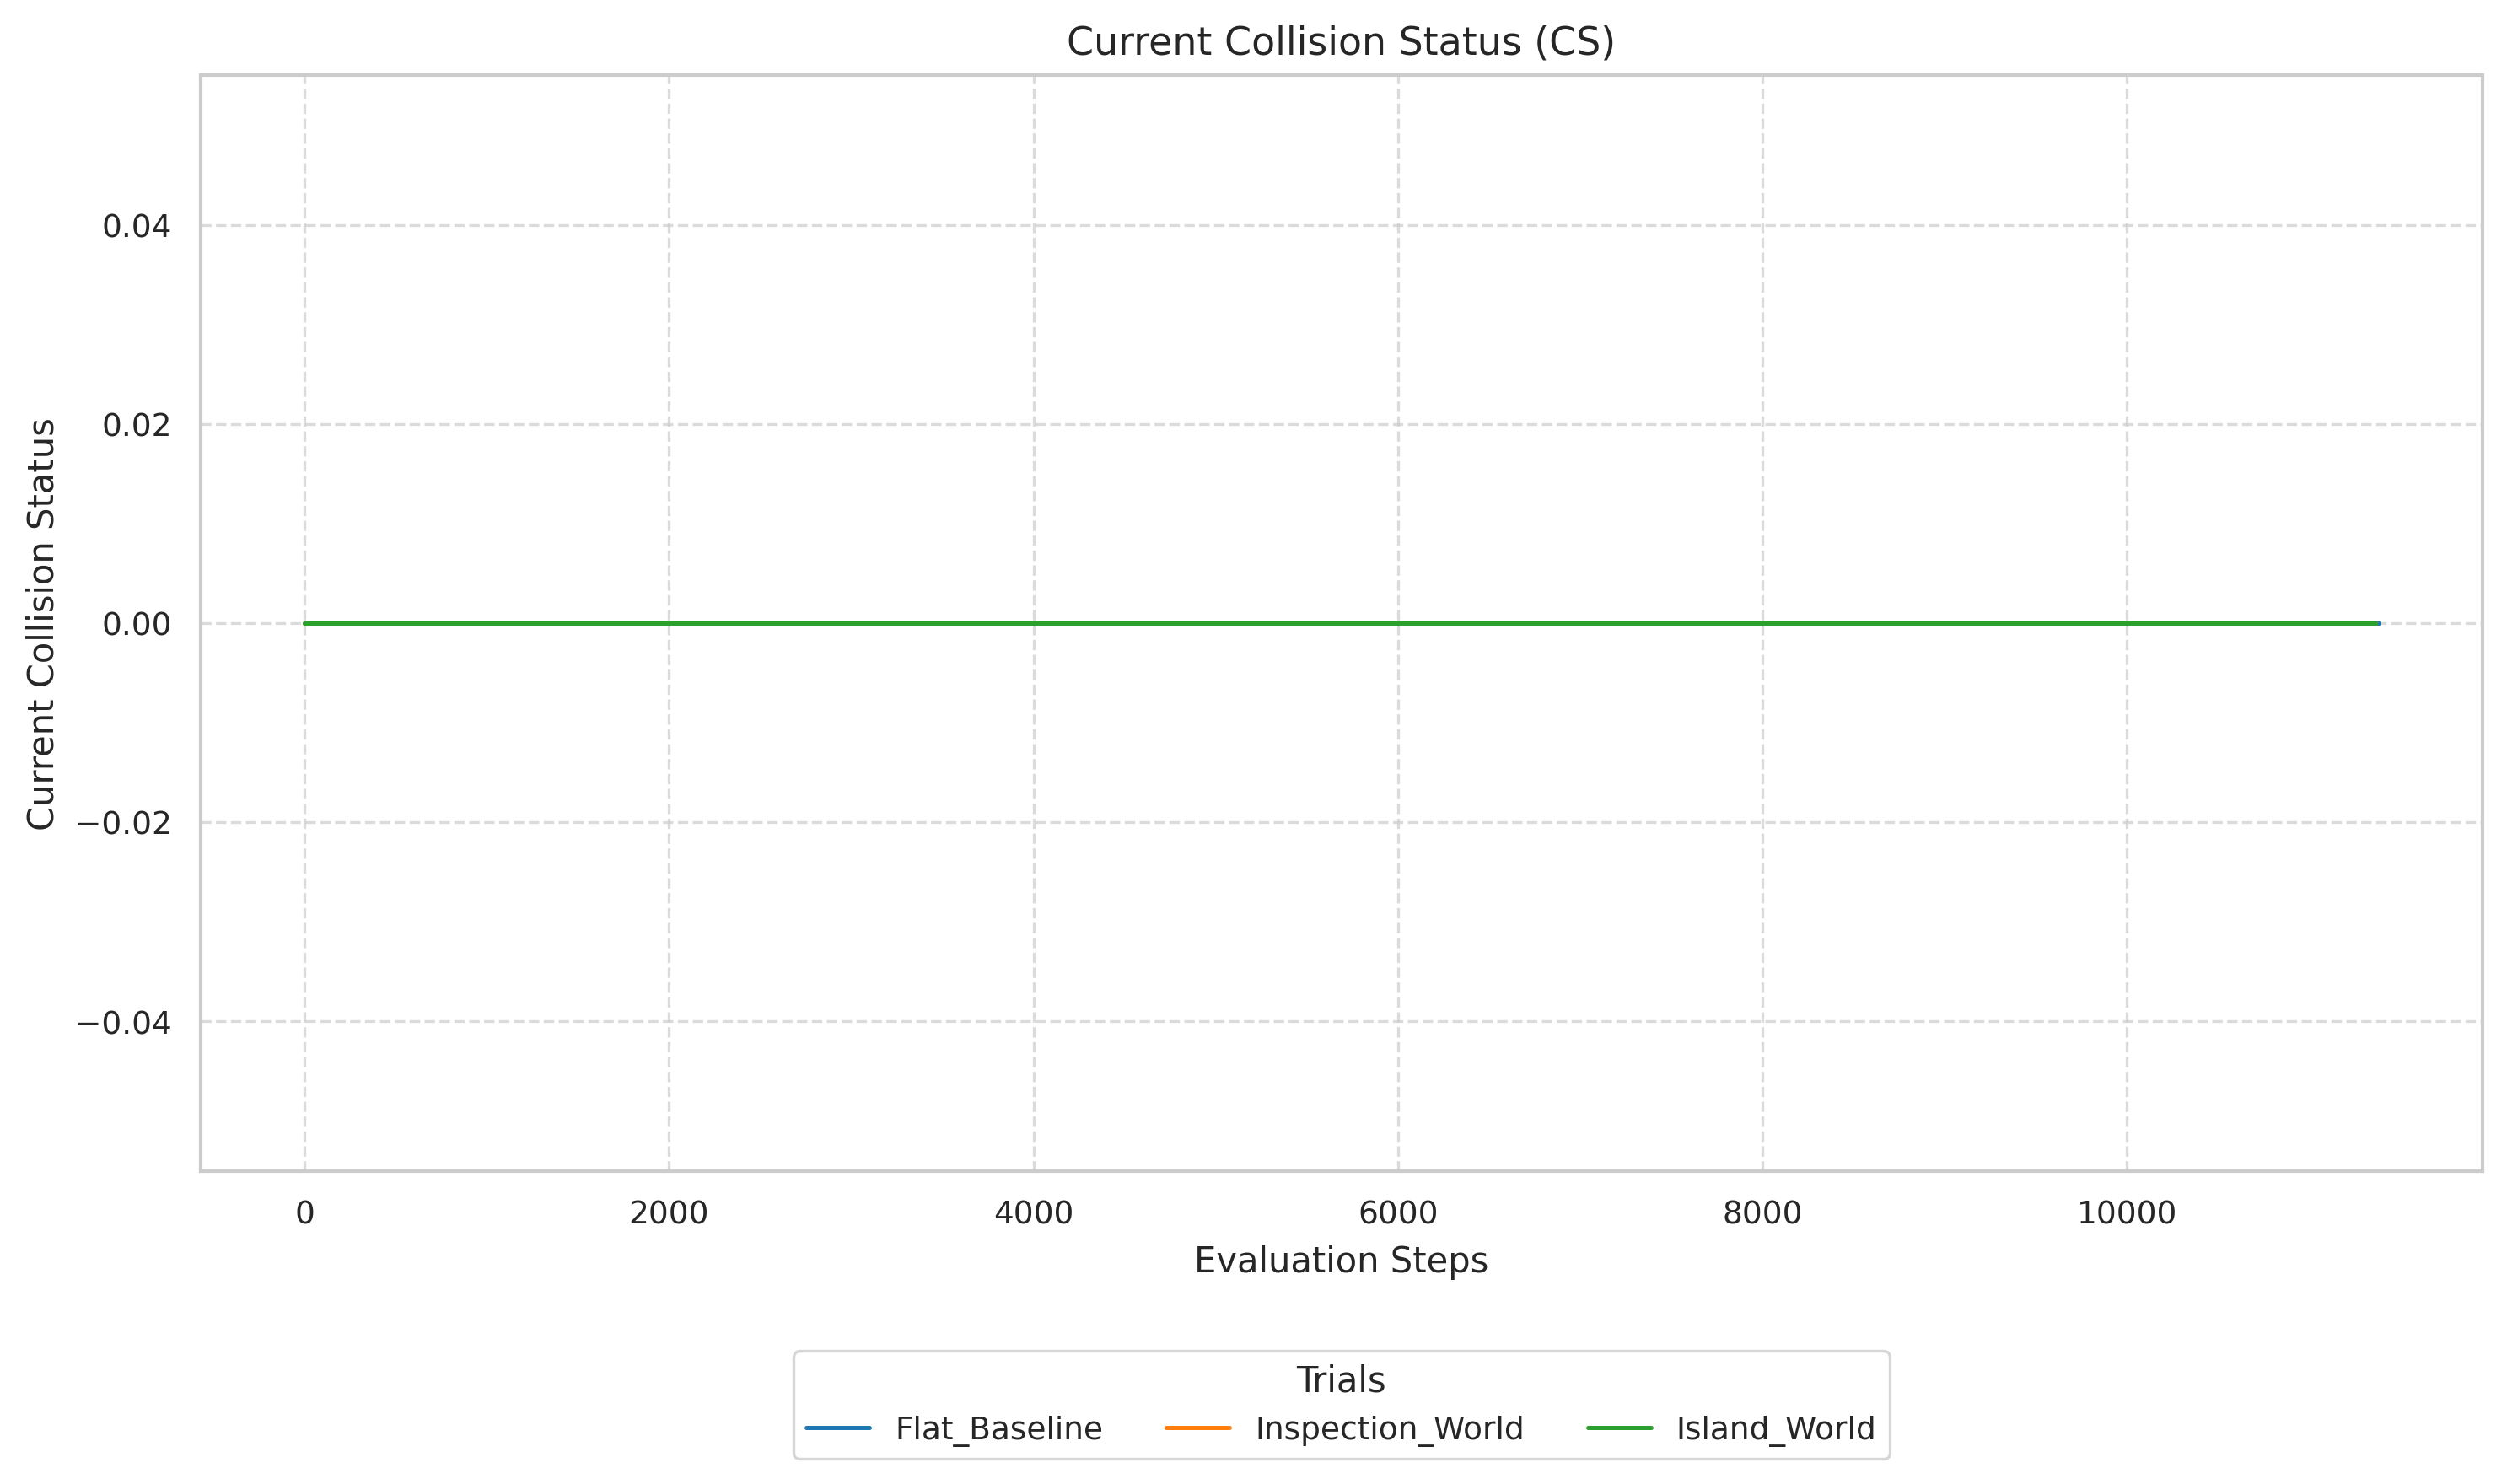 Current Collision Status (CS)
Current Collision Status
0.04
0.02
0.00
−0.02
−0.04
0 2000 4000 6000 8000 10000
Evaluation Steps
Trials
Flat_Baseline Inspection_World Island_World